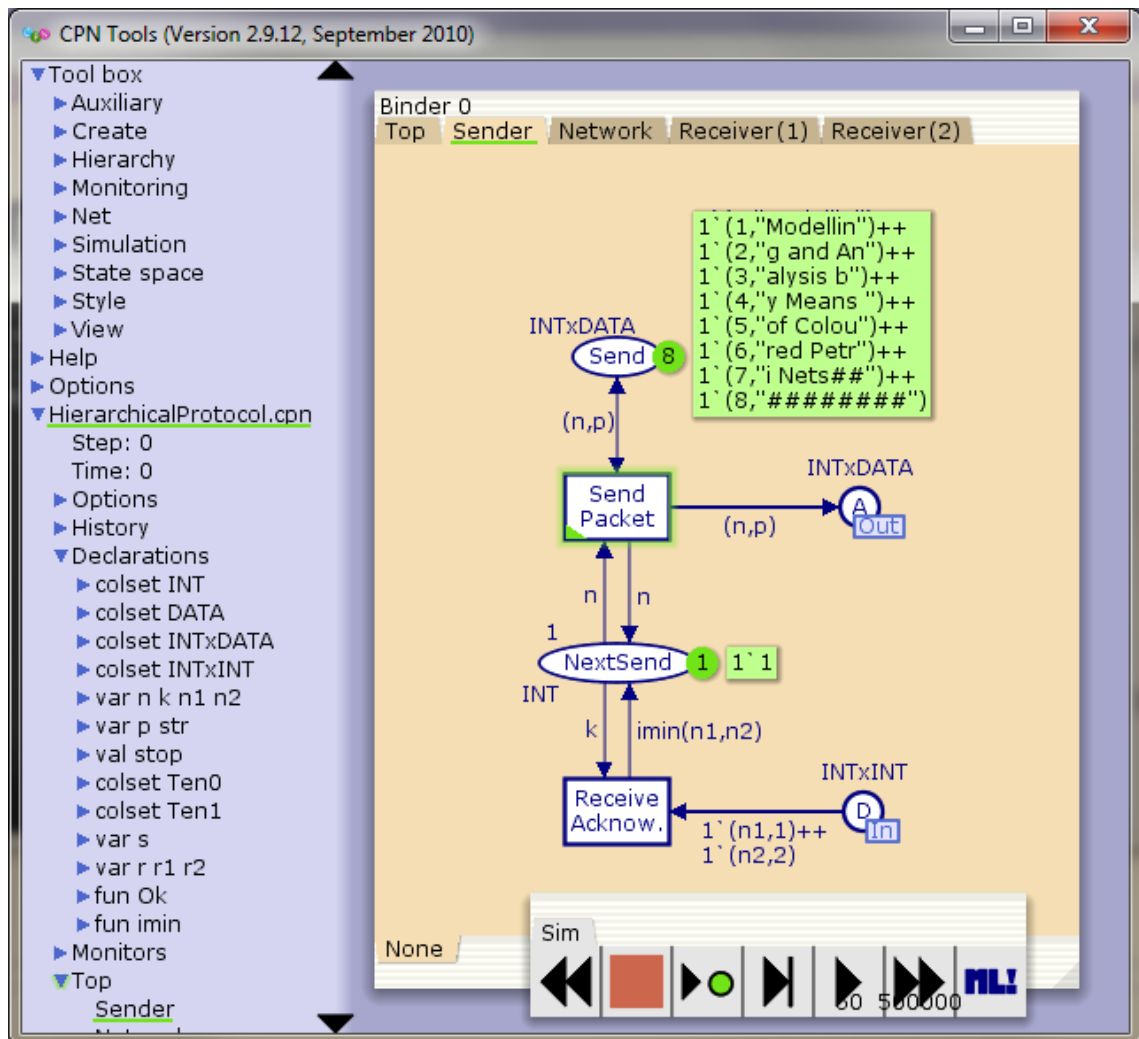 CPN Tools (Version 2.9.12, September 2010)
Tool box
Auxiliary
Create
Hierarchy
Monitoring
Net
Simulation
State space
Style
View
Help
Options
HierarchicalProtocol.cpn
Step: 0
Time: 0
Options
History
Declarations
colset INT
colset DATA
colset INTxDATA
colset INTxINT
var n k n1 n2
var p str
val stop
colset Ten0
colset Ten1
var s
var r r1 r2
fun Ok
fun imin
Monitors
Top
Sender
Binder 0
Top Sender Network Receiver(1) Receiver(2)
1`(1,"Modellin")++
1`(2,"g and An")++
1`(3,"alysis b")++
1`(4,"y Means ")++
1`(5,"of Colou")++
1`(6,"red Petr")++
1`(7,"i Nets##")++
1`(8,"########")
INTxDATA
Send 8
(n,p)
INTxDATA
Send
Packet
(n,p)
A
Out
n n
1
NextSend 1 1`1
INT
k imin(n1,n2)
INTxINT
Receive
Acknow.
D
In
1`(n1,1)++
1`(n2,2)
Sim
None
50 500000
ML!